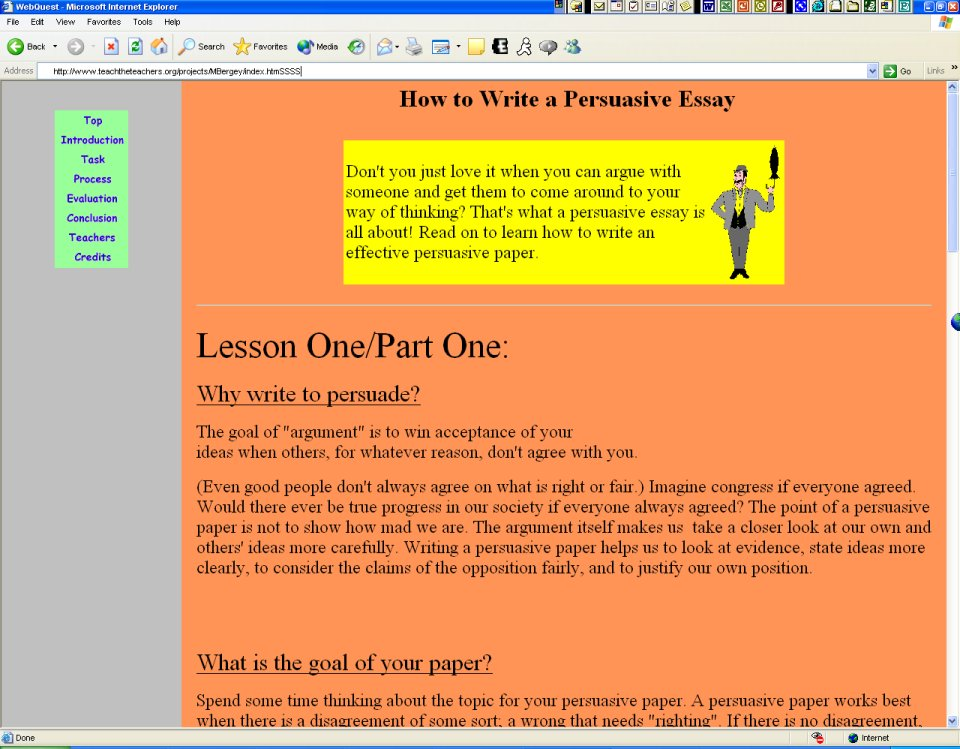 WebQuest - Microsoft Internet Explorer
File Edit View Favorites Tools Help
Back Search Favorites Media
Address http://www.teachtheteachers.org/projects/MBergey/index.htmSSSS Go Links »
How to Write a Persuasive Essay
Top
Introduction
Task
Process
Evaluation
Conclusion
Teachers
Credits
Don't you just love it when you can argue with
someone and get them to come around to your
way of thinking? That's what a persuasive essay is
all about! Read on to learn how to write an
effective persuasive paper.
Lesson One/Part One:
Why write to persuade?
The goal of "argument" is to win acceptance of your
ideas when others, for whatever reason, don't agree with you.
(Even good people don't always agree on what is right or fair.) Imagine congress if everyone agreed.
Would there ever be true progress in our society if everyone always agreed? The point of a persuasive
paper is not to show how mad we are. The argument itself makes us take a closer look at our own and
others' ideas more carefully. Writing a persuasive paper helps us to look at evidence, state ideas more
clearly, to consider the claims of the opposition fairly, and to justify our own position.
What is the goal of your paper?
Spend some time thinking about the topic for your persuasive paper. A persuasive paper works best
when there is a disagreement of some sort; a wrong that needs "righting". If there is no disagreement,
Done Internet